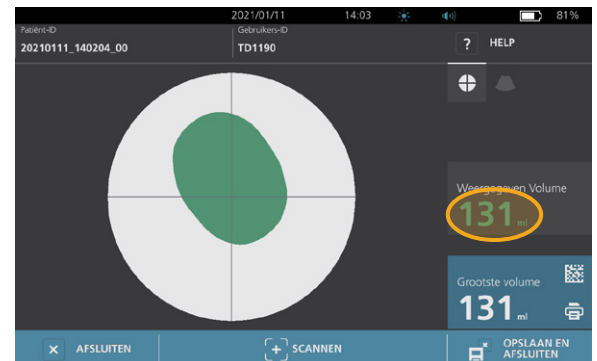 2021/01/11 14:03 81%
Patiënt-ID
20210111_140204_00
Gebruikers-ID
TD1190
? HELP
Weergegeven Volume
131 ml
Grootste volume
131 ml
AFSLUITEN
SCANNEN
OPSLAAN EN
AFSLUITEN